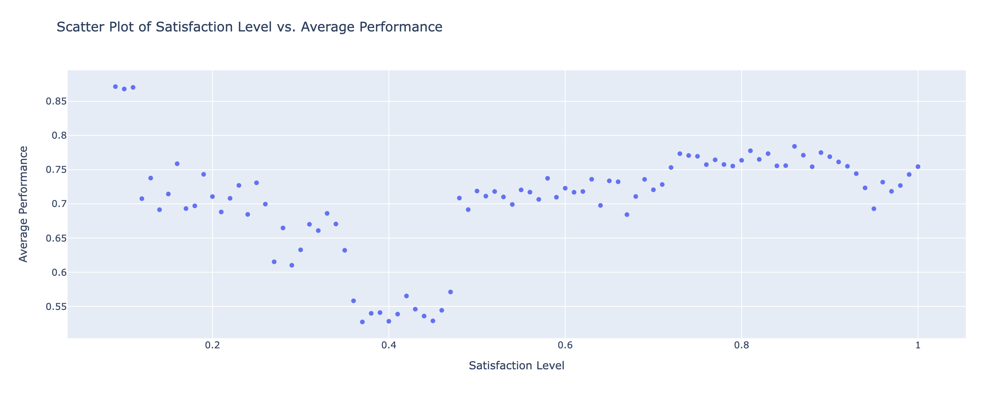 Scatter Plot of Satisfaction Level vs. Average Performance
0.85
0.8
0.75
0.7
0.65
0.6
0.55
Average Performance
0.2 0.4 0.6 0.8 1
Satisfaction Level